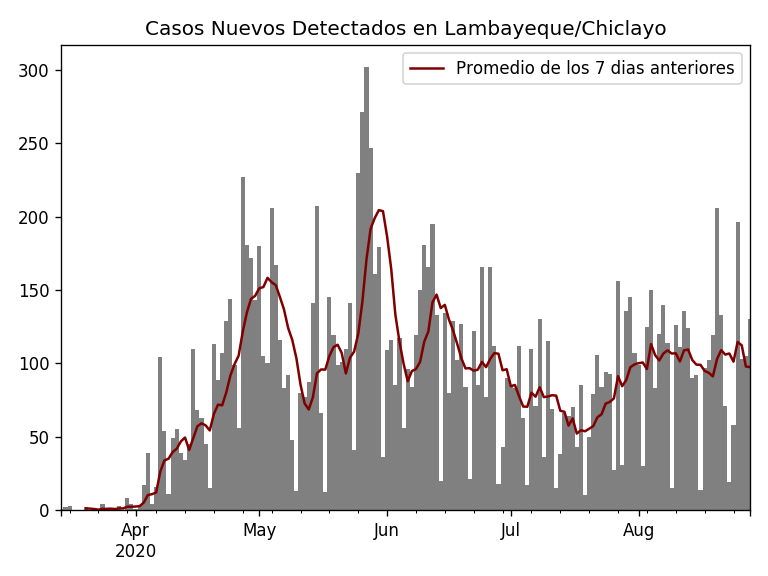 Casos Nuevos Detectados en Lambayeque/Chiclayo
Promedio de los 7 dias anteriores
300
250
200
150
100
50
0
Apr May Jun Jul Aug
2020